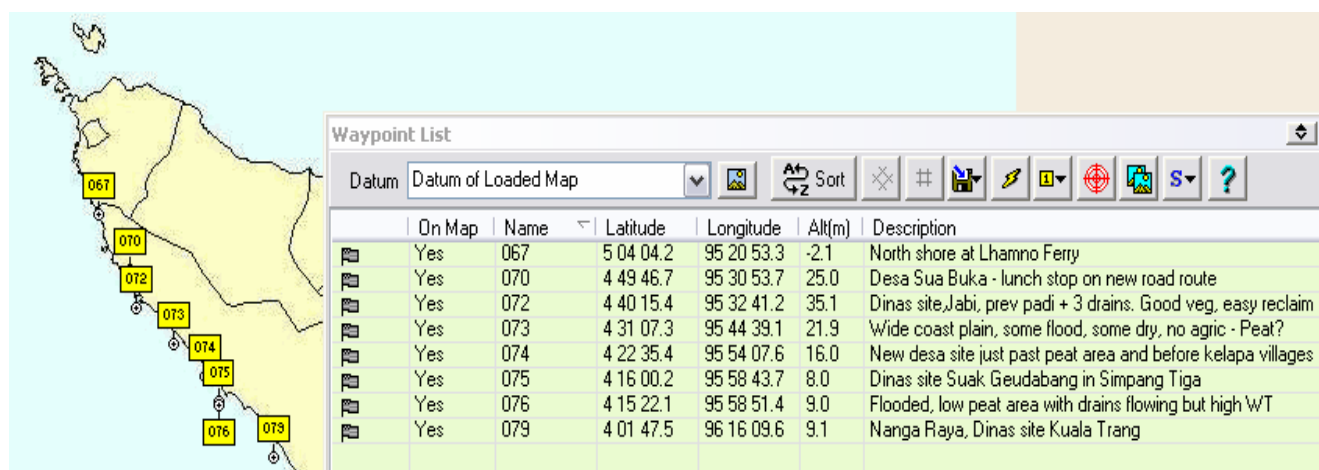 Waypoint List
Datum Datum of Loaded Map Sort S ?
On Map Name Latitude Longitude Alt(m) Description
Yes 067 5 04 04.2 95 20 53.3 -2.1 North shore at Lhamno Ferry
Yes 070 4 49 46.7 95 30 53.7 25.0 Desa Sua Buka - lunch stop on new road route
Yes 072 4 40 15.4 95 32 41.2 35.1 Dinas site,Jabi, prev padi + 3 drains. Good veg, easy reclaim
Yes 073 4 31 07.3 95 44 39.1 21.9 Wide coast plain, some flood, some dry, no agric - Peat?
Yes 074 4 22 35.4 95 54 07.6 16.0 New desa site just past peat area and before kelapa villages
Yes 075 4 16 00.2 95 58 43.7 8.0 Dinas site Suak Geudabang in Simpang Tiga
Yes 076 4 15 22.1 95 58 51.4 9.0 Flooded, low peat area with drains flowing but high WT
Yes 079 4 01 47.5 96 16 09.6 9.1 Nanga Raya, Dinas site Kuala Trang
067
070
072
073
074
075
076
079